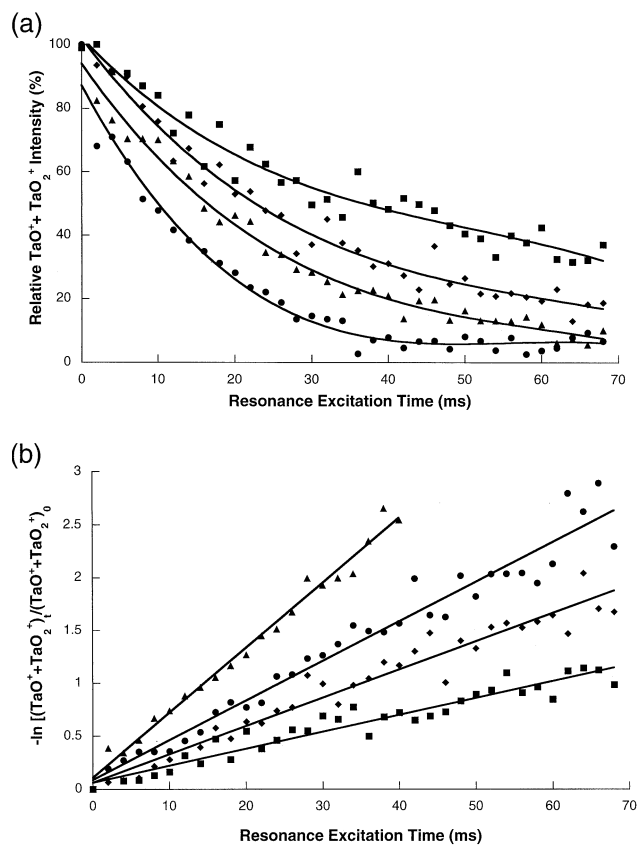 (a)
100
80
60
40
20
0
Relative TaO⁺+ TaO₂⁺ Intensity (%)
0 10 20 30 40 50 60 70
Resonance Excitation Time (ms)
(b)
3
2.5
2
1.5
1
0.5
0
-ln [(TaO⁺+TaO₂⁺)ₜ/(TaO⁺+TaO₂⁺)₀
0 10 20 30 40 50 60 70
Resonance Excitation Time (ms)